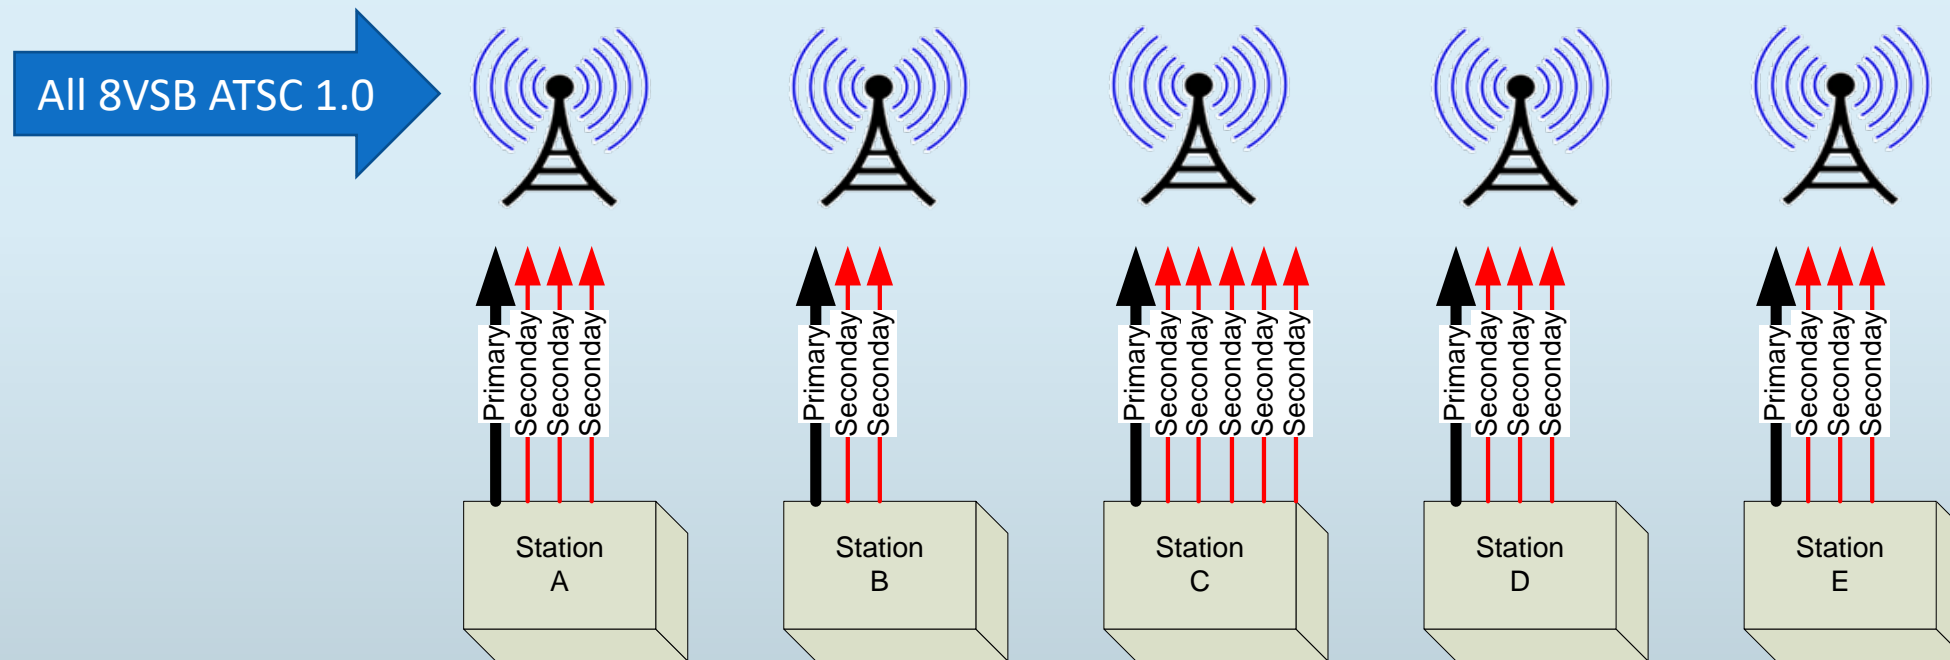 All 8VSB ATSC 1.0
Primary
Seconday
Seconday
Seconday
Primary
Seconday
Seconday
Primary
Seconday
Seconday
Seconday
Seconday
Seconday
Primary
Seconday
Seconday
Seconday
Primary
Seconday
Seconday
Seconday
Station
A
Station
B
Station
C
Station
D
Station
E